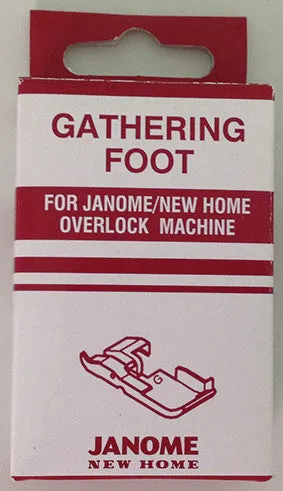 GATHERING
FOOT
FOR JANOME/NEW HOME
OVERLOCK MACHINE
G
JANOME
NEW HOME